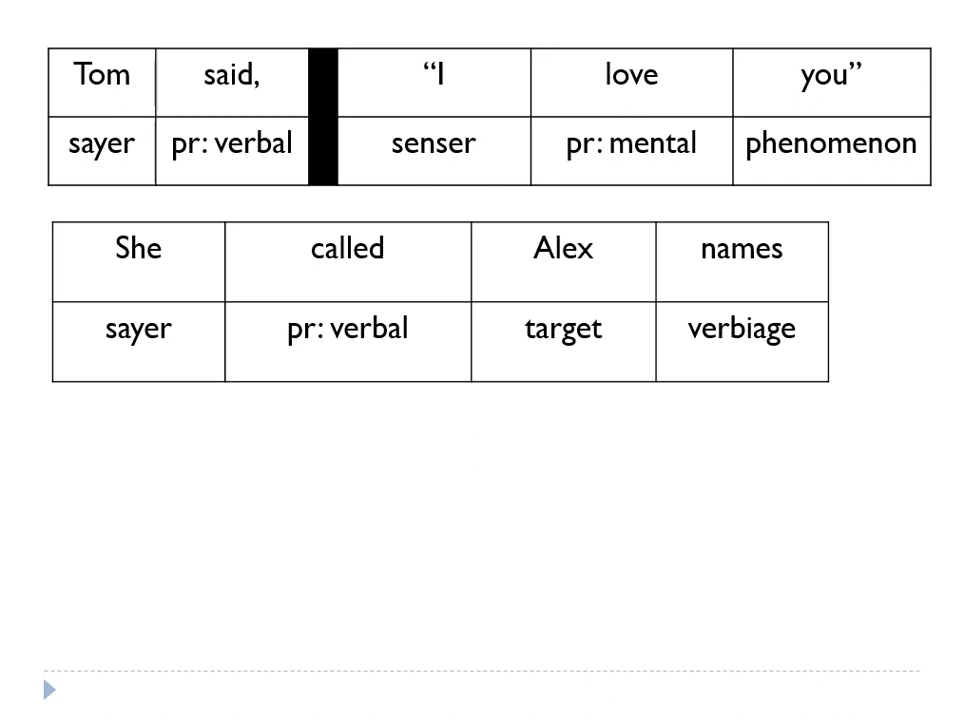 Tom said, “I love you”
sayer pr: verbal senser pr: mental phenomenon
She called Alex names
sayer pr: verbal target verbiage